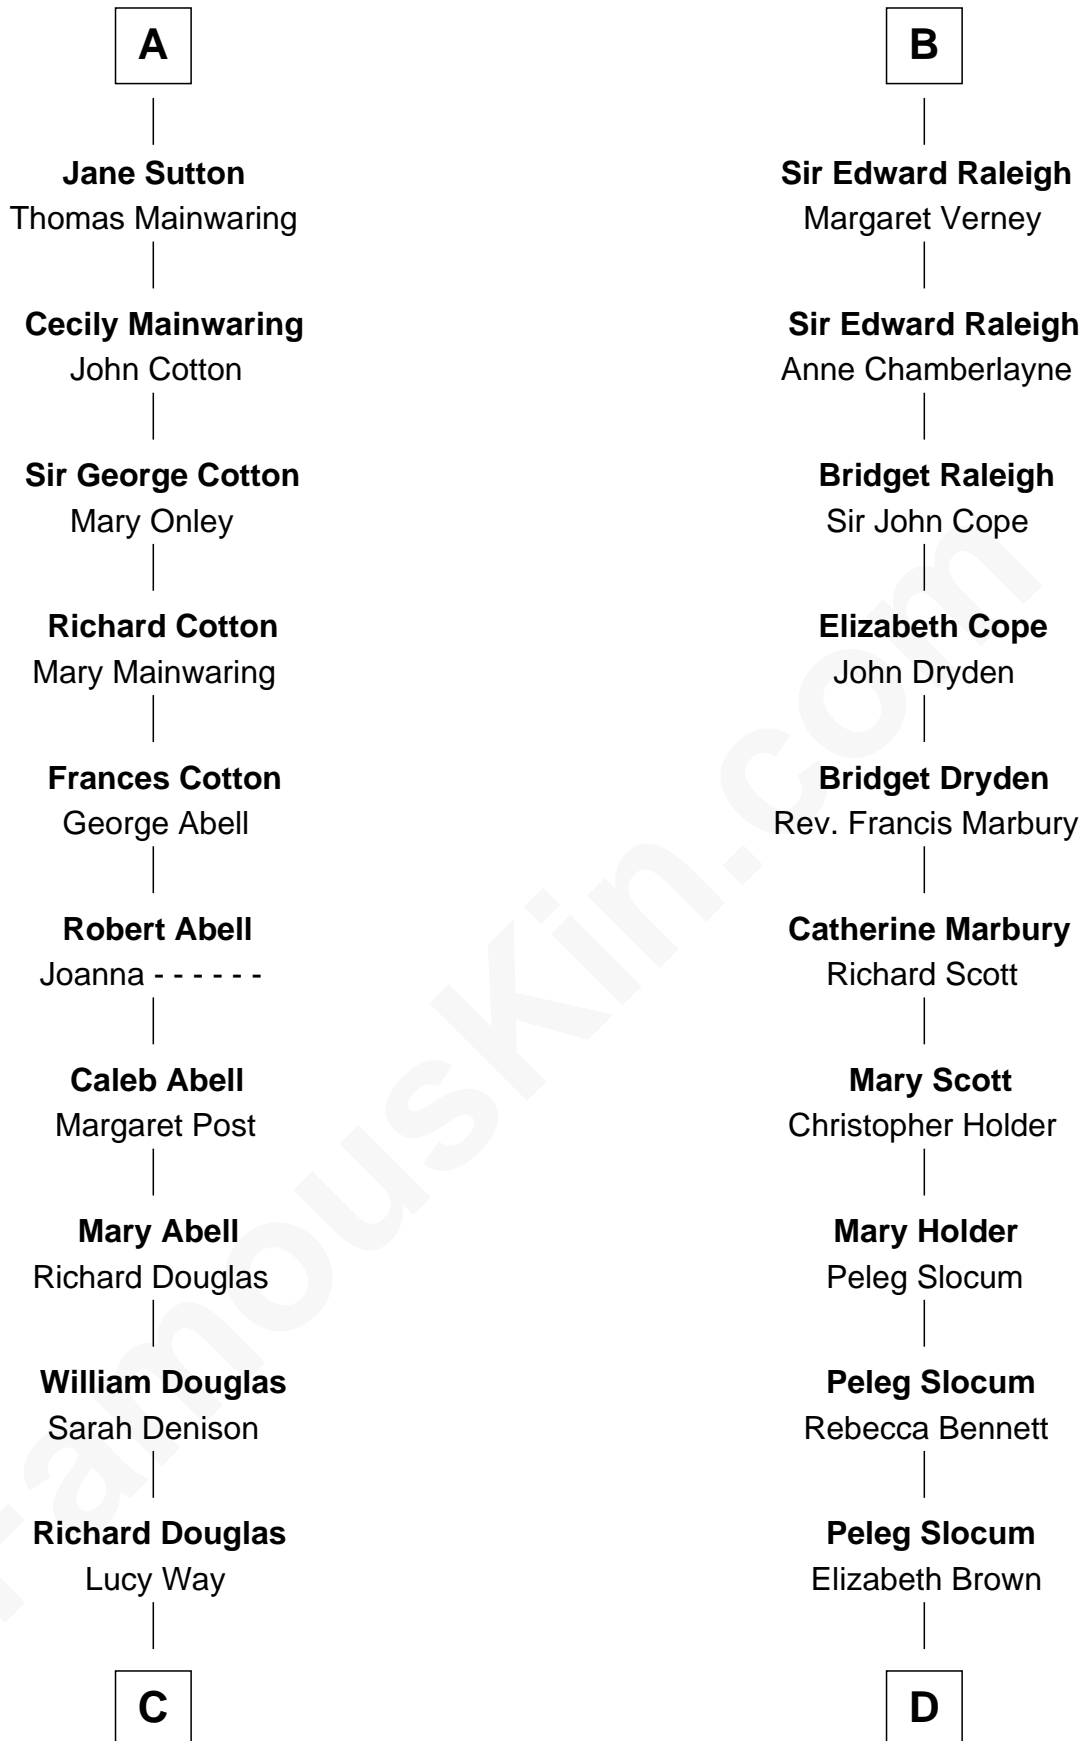 A
Jane Sutton
Thomas Mainwaring
Cecily Mainwaring
John Cotton
Sir George Cotton
Mary Onley
Richard Cotton
Mary Mainwaring
Frances Cotton
George Abell
Robert Abell
Joanna - - - - - -
Caleb Abell
Margaret Post
Mary Abell
Richard Douglas
William Douglas
Sarah Denison
Richard Douglas
Lucy Way
C
B
Sir Edward Raleigh
Margaret Verney
Sir Edward Raleigh
Anne Chamberlayne
Bridget Raleigh
Sir John Cope
Elizabeth Cope
John Dryden
Bridget Dryden
Rev. Francis Marbury
Catherine Marbury
Richard Scott
Mary Scott
Christopher Holder
Mary Holder
Peleg Slocum
Peleg Slocum
Rebecca Bennett
Peleg Slocum
Elizabeth Brown
D
FamousKin.com